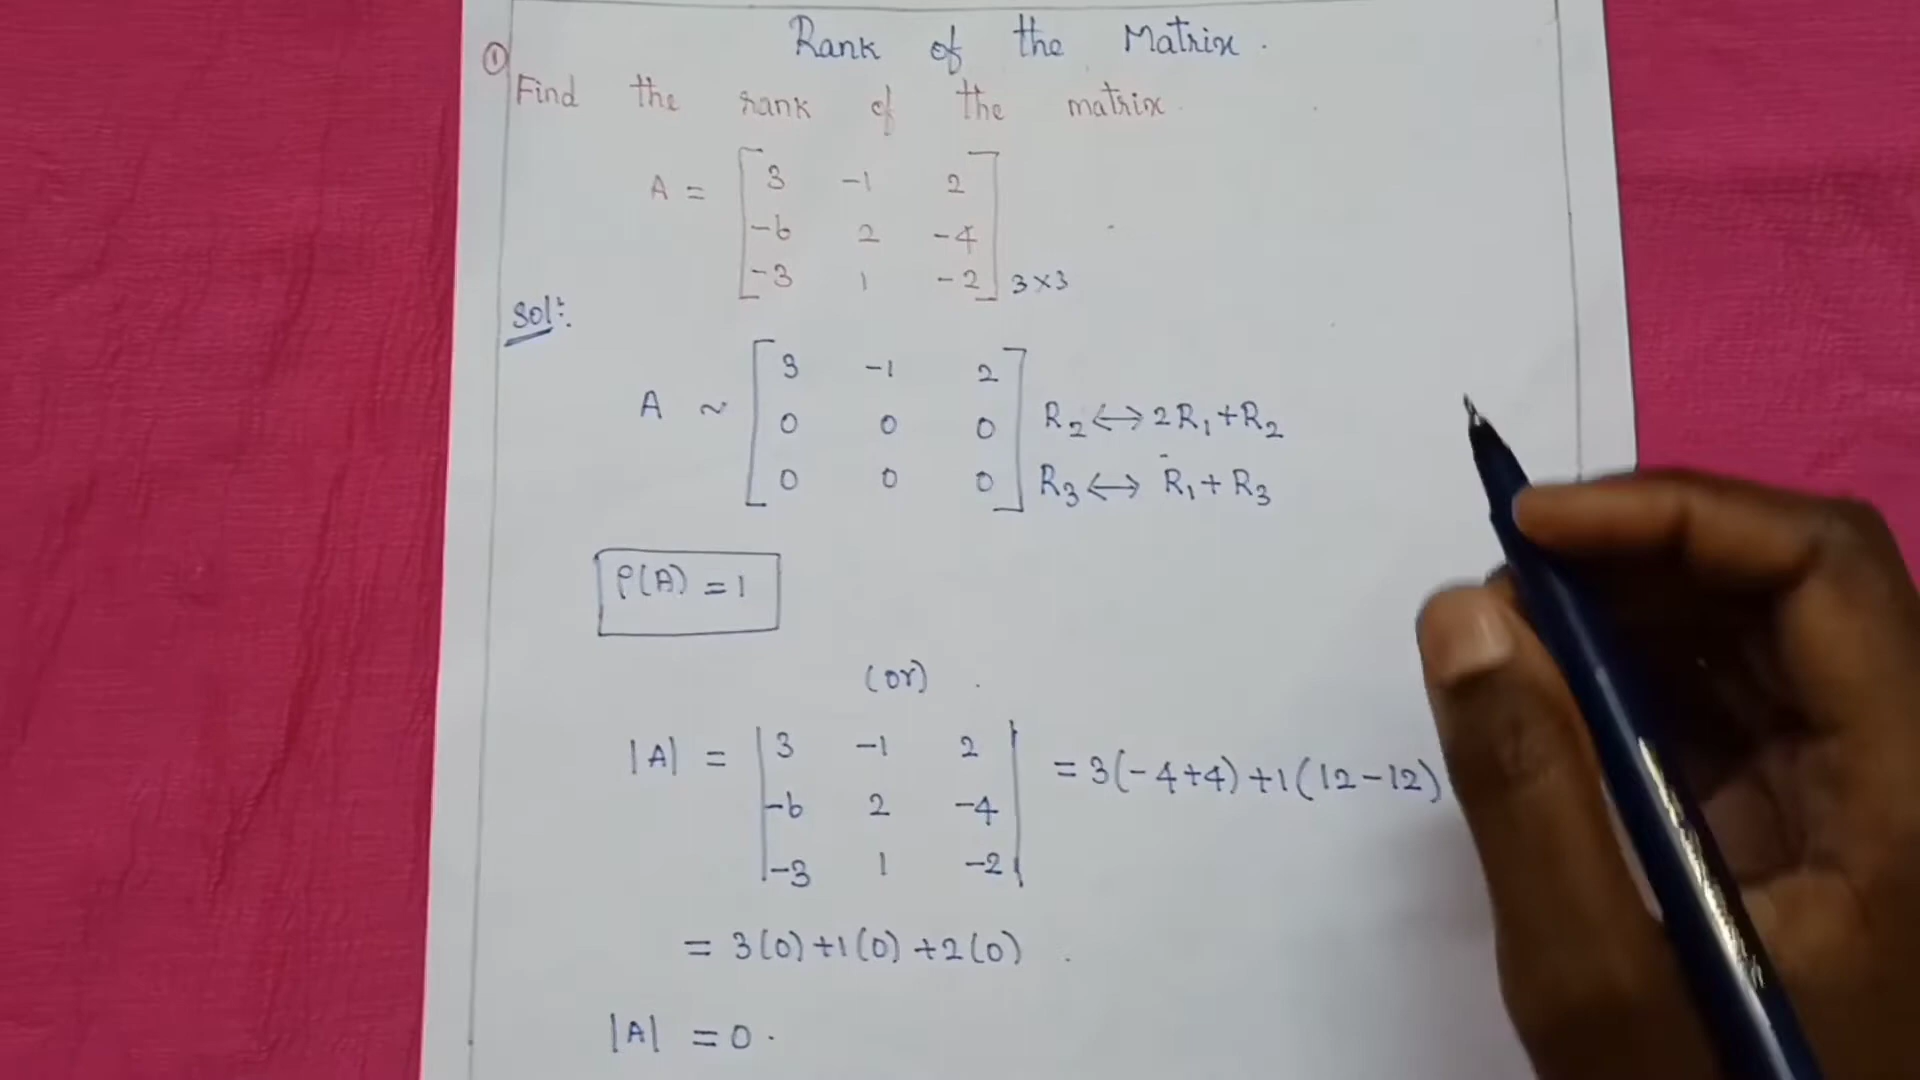 Rank of the Matrix.
① Find the rank of the matrix.
A = [3 -1 2
-6 2 -4
-3 1 -2] 3×3
Sol:
A ~ [3 -1 2
0 0 0 R₂ ↔ 2R₁+R₂
0 0 0] R₃ ↔ R₁+R₃
ρ(A) = 1
(or)
|A| = |3 -1 2| = 3(-4+4)+1(12-12)
-6 2 -4
-3 1 -2
= 3(0)+1(0)+2(0)
|A| = 0.